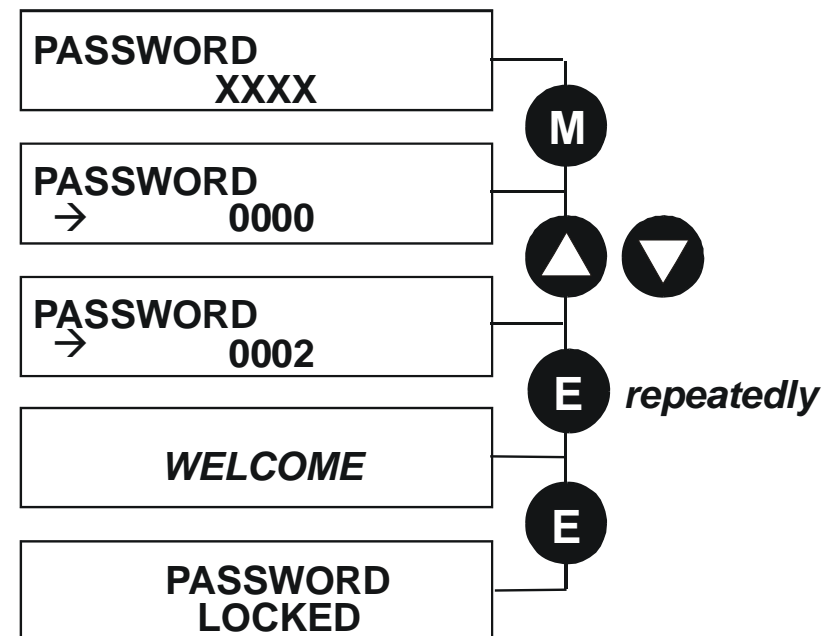 PASSWORD
XXXX
M
PASSWORD
→ 0000
PASSWORD
→ 0002
E repeatedly
WELCOME
E
PASSWORD
LOCKED